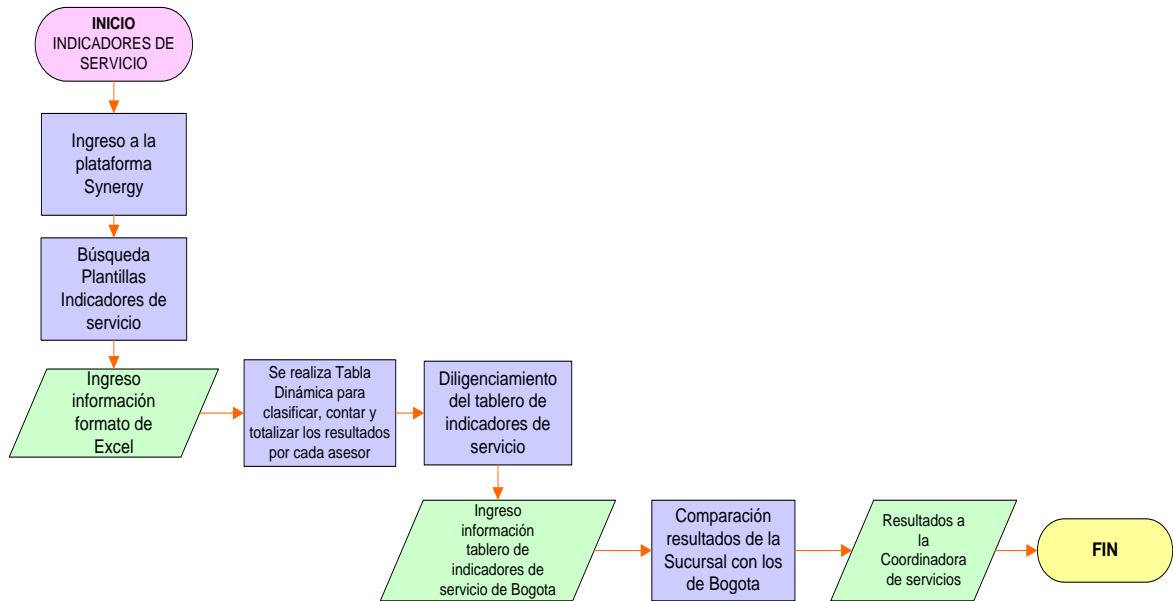 INICIO
INDICADORES DE
SERVICIO
Ingreso a la
plataforma
Synergy
Búsqueda
Plantillas
Indicadores de
servicio
Ingreso
información
formato de
Excel
Se realiza Tabla
Dinámica para
clasificar, contar y
totalizar los resultados
por cada asesor
Diligenciamiento
del tablero de
indicadores de
servicio
Ingreso
información
tablero de
indicadores de
servicio de Bogota
Comparación
resultados de la
Sucursal con los
de Bogota
Resultados a
la
Coordinadora
de servicios
FIN